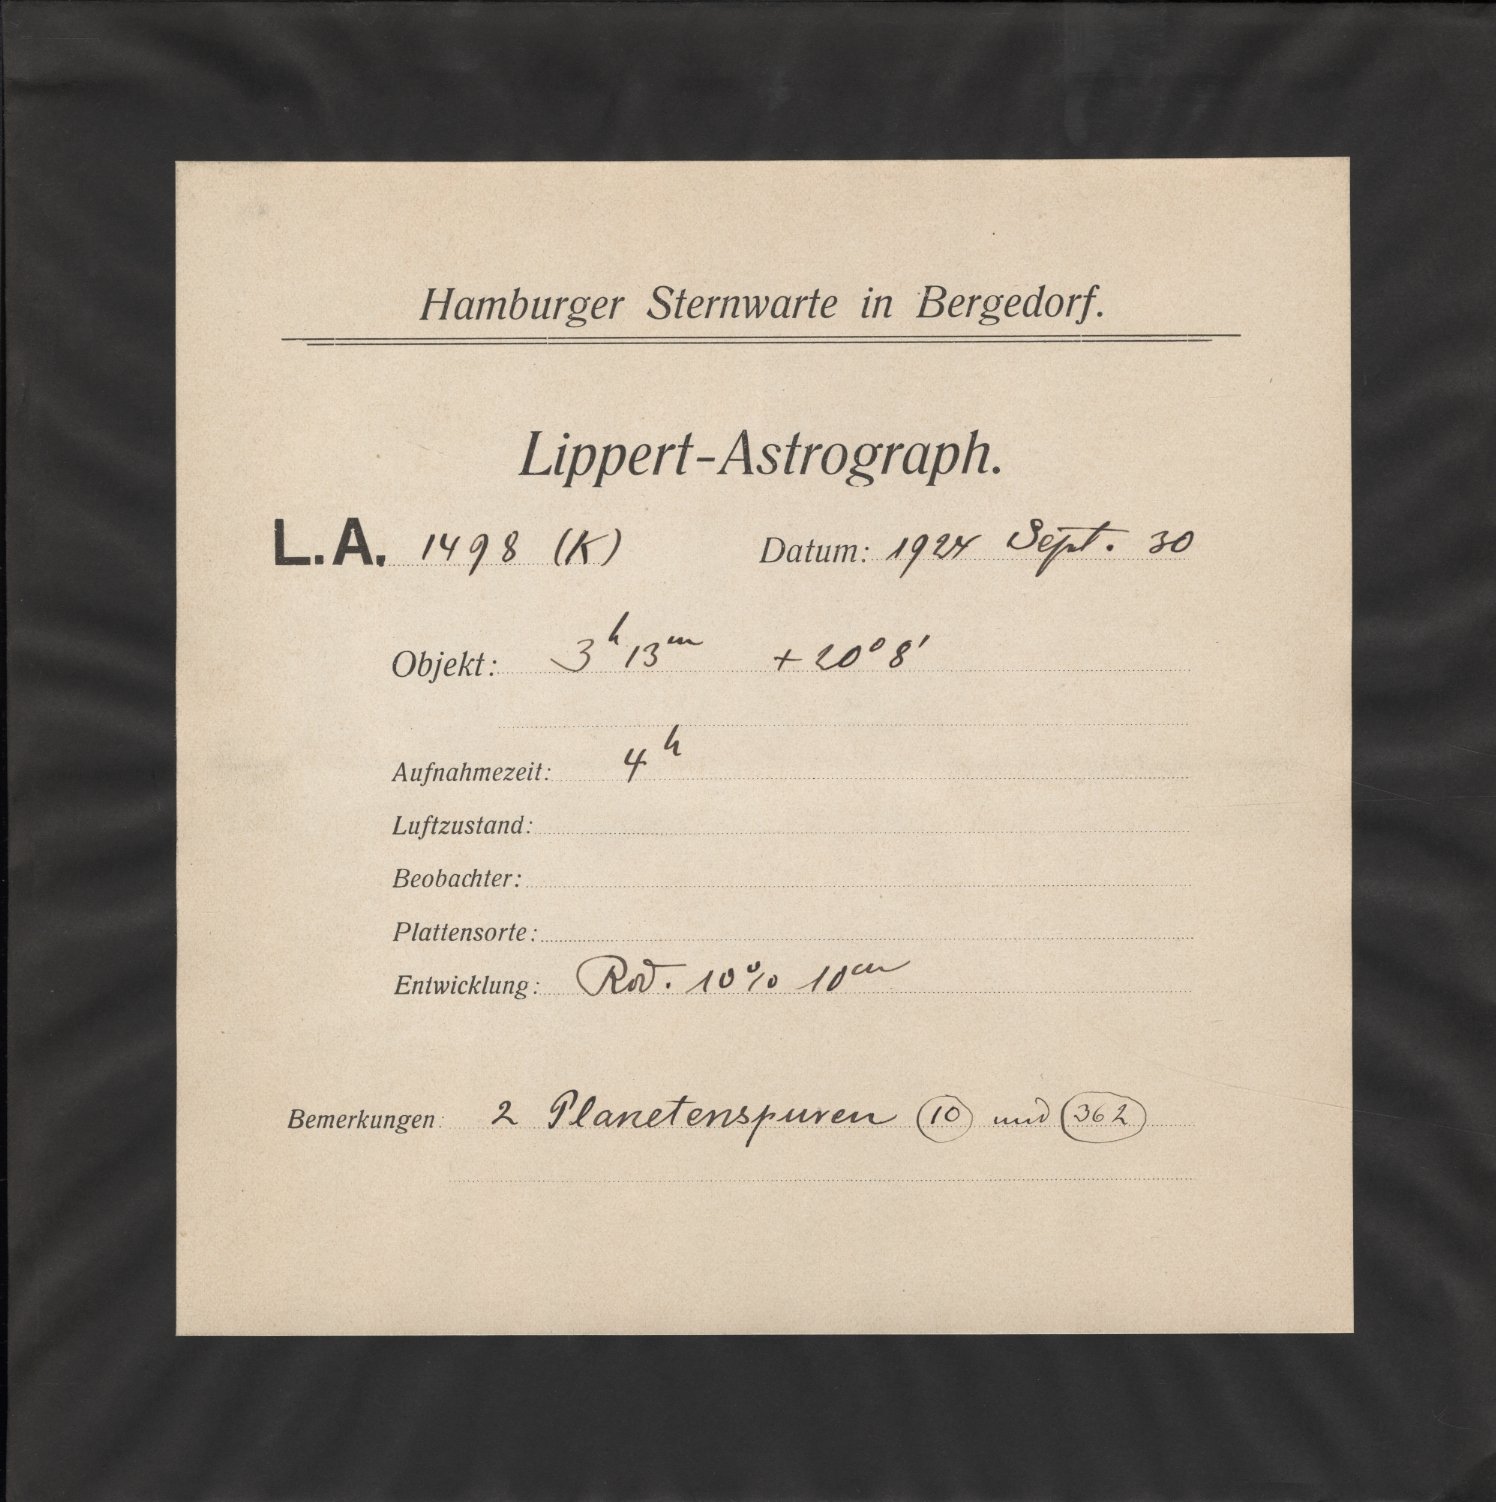 Hamburger Sternwarte in Bergedorf.
Lippert-Astrograph.
L.A. 1498 (K) Datum: 1924 Sept. 30
Objekt: 3ʰ 13ᵐ +20° 8'
Aufnahmezeit: 4ʰ
Luftzustand:
Beobachter:
Plattensorte:
Entwicklung: Rod. 10% 10ᵐ
Bemerkungen: 2 Planetenspuren (10) und (362)